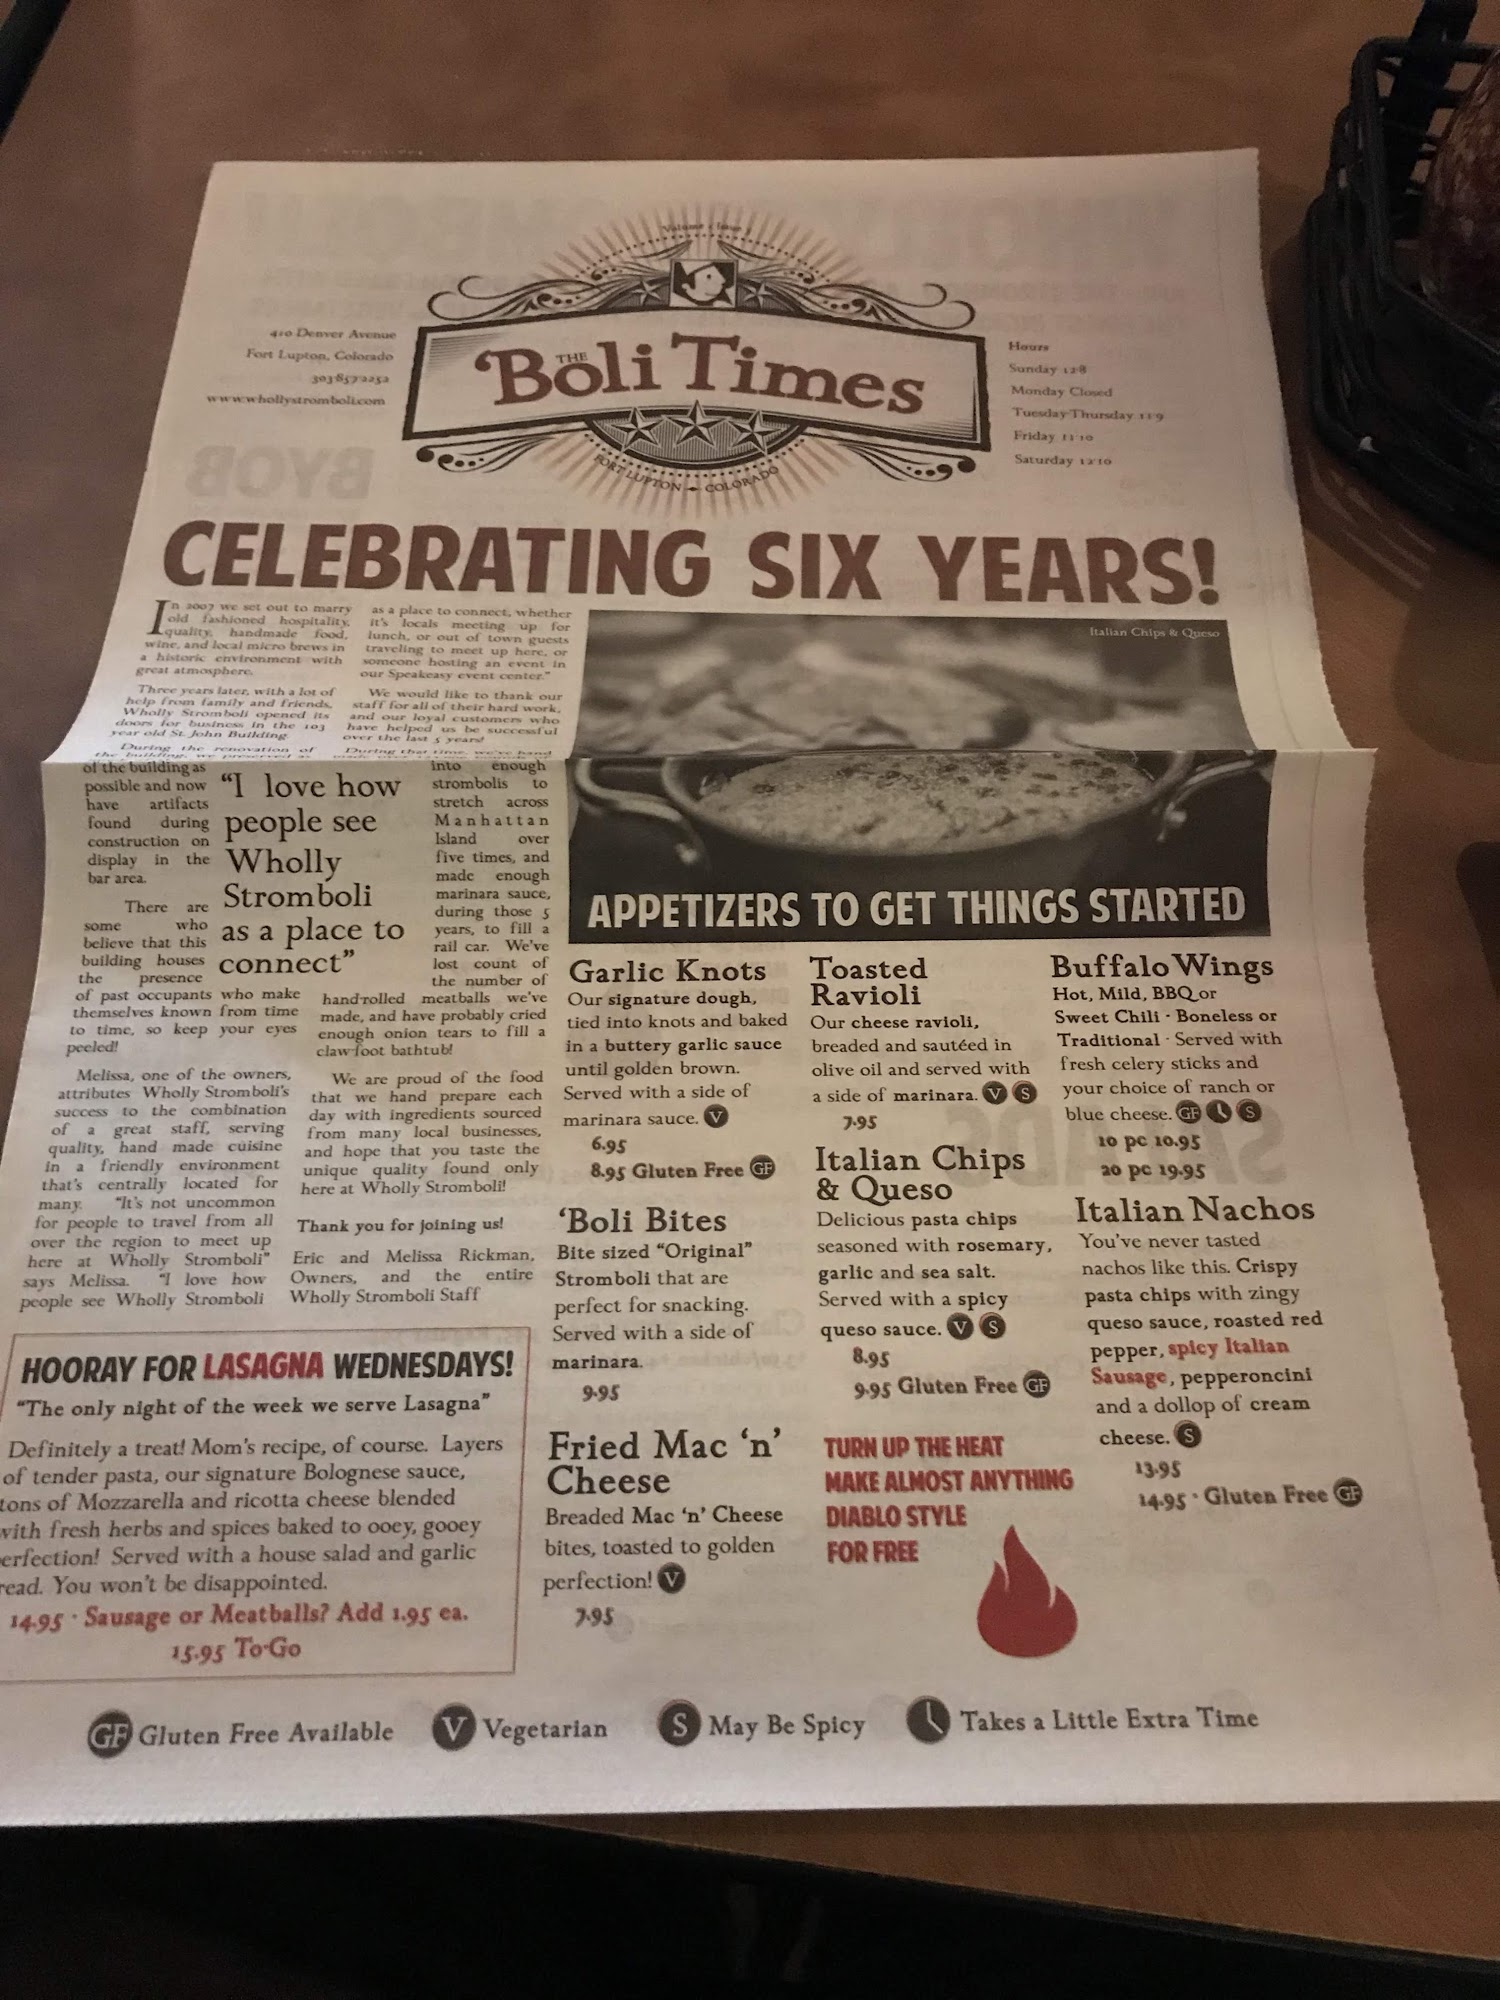 410 Denver Avenue
Fort Lupton, Colorado
303·857·2252
www.whollystromboli.com
THE
'Boli Times
FORT LUPTON COLORADO
Hours
Sunday 12-8
Monday Closed
Tuesday-Thursday 11-9
Friday 11-10
Saturday 12-10
CELEBRATING SIX YEARS!
In 2007 we set out to marry
old fashioned hospitality,
quality, handmade food,
wine, and local micro brews in
a historic environment with
great atmosphere.
Three years later, with a lot of
help from family and friends,
Wholly Stromboli opened its
doors for business in the 103
year old St. John Building.
During the renovation of
the building, we preserved as
of the building as
possible and now
have artifacts
found during
construction on
display in the
bar area.
There are
some who
believe that this
building houses
the presence
of past occupants who make
themselves known from time
to time, so keep your eyes
peeled!
Melissa, one of the owners,
attributes Wholly Stromboli's
success to the combination
of a great staff, serving
quality, hand made cuisine
in a friendly environment
that's centrally located for
many. "It's not uncommon
for people to travel from all
over the region to meet up
here at Wholly Stromboli"
says Melissa. "I love how
people see Wholly Stromboli
as a place to connect, whether
it's locals meeting up for
lunch, or out of town guests
traveling to meet up here, or
someone hosting an event in
our Speakeasy event center."
We would like to thank our
staff for all of their hard work,
and our loyal customers who
have helped us be successful
over the last 5 years!
During that time, we've hand
into enough
strombolis to
stretch across
Manhattan
Island over
five times, and
made enough
marinara sauce,
during those 5
years, to fill a
rail car. We've
lost count of
the number of
hand-rolled meatballs we've
made, and have probably cried
enough onion tears to fill a
claw-foot bathtub!
We are proud of the food
that we hand prepare each
day with ingredients sourced
from many local businesses,
and hope that you taste the
unique quality found only
here at Wholly Stromboli!
Thank you for joining us!
Eric and Melissa Rickman,
Owners, and the entire
Wholly Stromboli Staff
"I love how
people see
Wholly
Stromboli
as a place to
connect"
Italian Chips & Queso
APPETIZERS TO GET THINGS STARTED
Garlic Knots
Our signature dough,
tied into knots and baked
in a buttery garlic sauce
until golden brown.
Served with a side of
marinara sauce. V
6.95
8.95 Gluten Free GF
'Boli Bites
Bite sized "Original"
Stromboli that are
perfect for snacking.
Served with a side of
marinara.
9.95
Fried Mac 'n'
Cheese
Breaded Mac 'n' Cheese
bites, toasted to golden
perfection! V
7.95
Toasted
Ravioli
Our cheese ravioli,
breaded and sautéed in
olive oil and served with
a side of marinara. V S
7.95
Italian Chips
& Queso
Delicious pasta chips
seasoned with rosemary,
garlic and sea salt.
Served with a spicy
queso sauce. V S
8.95
9.95 Gluten Free GF
TURN UP THE HEAT
MAKE ALMOST ANYTHING
DIABLO STYLE
FOR FREE
Buffalo Wings
Hot, Mild, BBQ or
Sweet Chili · Boneless or
Traditional · Served with
fresh celery sticks and
your choice of ranch or
blue cheese. GF S
10 pc 10.95
20 pc 19.95
Italian Nachos
You've never tasted
nachos like this. Crispy
pasta chips with zingy
queso sauce, roasted red
pepper, spicy Italian
Sausage, pepperoncini
and a dollop of cream
cheese. S
13.95
14.95 · Gluten Free GF
HOORAY FOR LASAGNA WEDNESDAYS!
"The only night of the week we serve Lasagna"
Definitely a treat! Mom's recipe, of course. Layers
of tender pasta, our signature Bolognese sauce,
tons of Mozzarella and ricotta cheese blended
with fresh herbs and spices baked to ooey, gooey
erfection! Served with a house salad and garlic
read. You won't be disappointed.
14.95 · Sausage or Meatballs? Add 1.95 ea.
15.95 To-Go
GF Gluten Free Available
V Vegetarian
S May Be Spicy
Takes a Little Extra Time